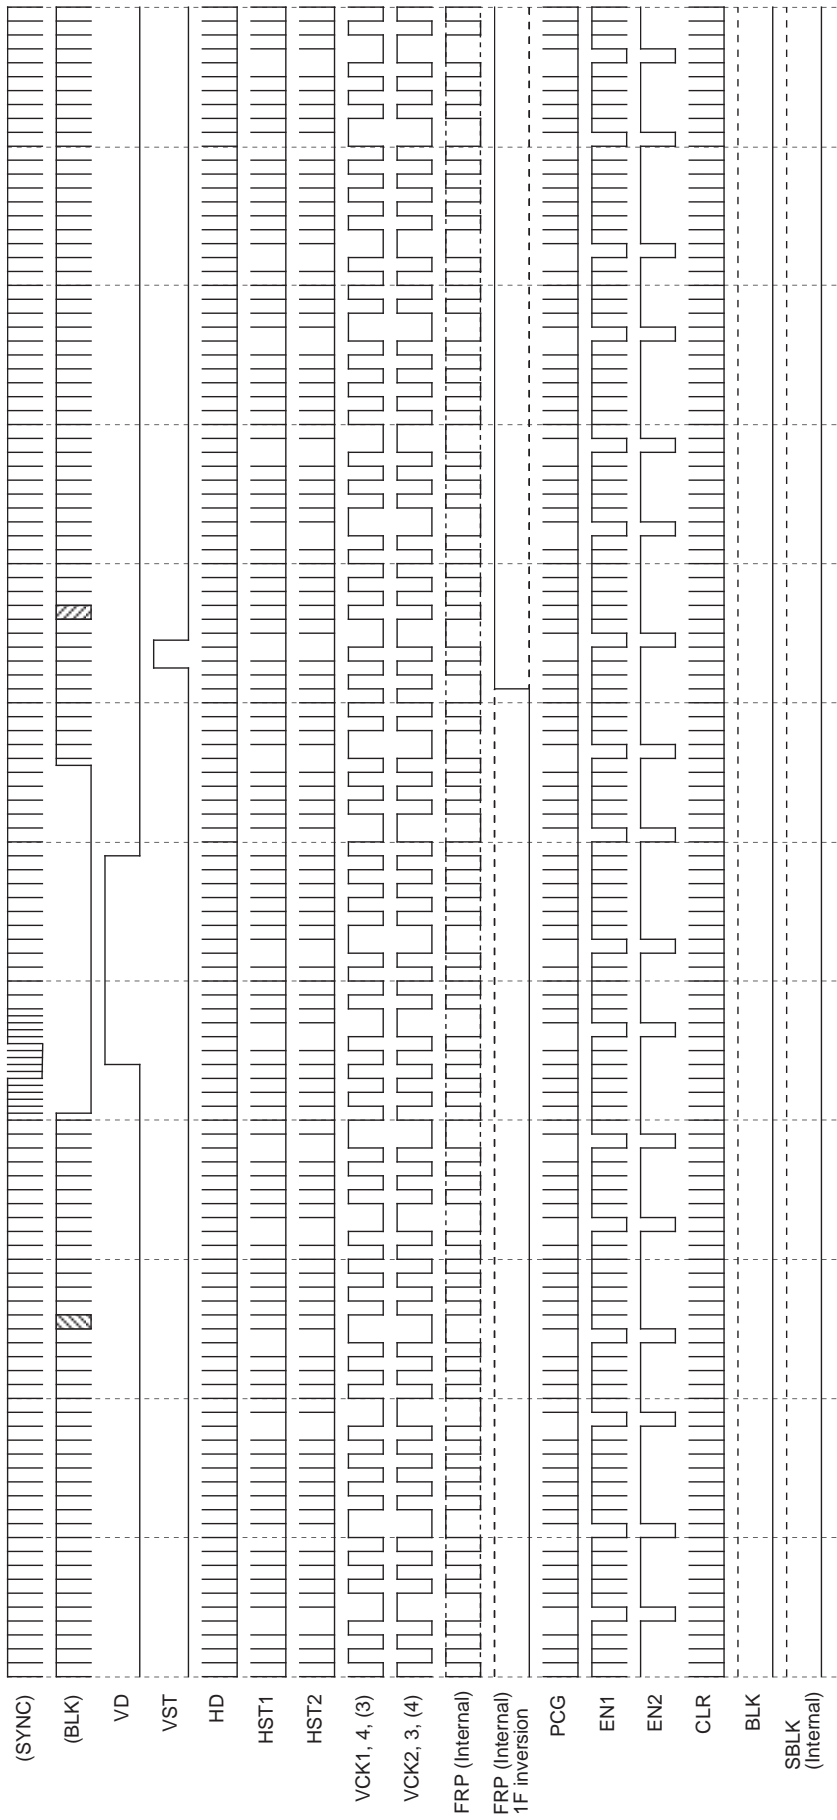 (SYNC)
(BLK)
VD
VST
HD
HST1
HST2
VCK1, 4, (3)
VCK2, 3, (4)
FRP (Internal)
FRP (Internal)
1F inversion
PCG
EN1
EN2
CLR
BLK
SBLK
(Internal)